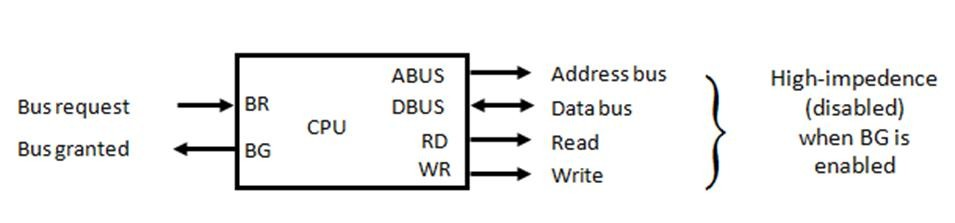 Bus request
Bus granted
BR
BG
CPU
ABUS
DBUS
RD
WR
Address bus
Data bus
Read
Write
High-impedence
(disabled)
when BG is
enabled